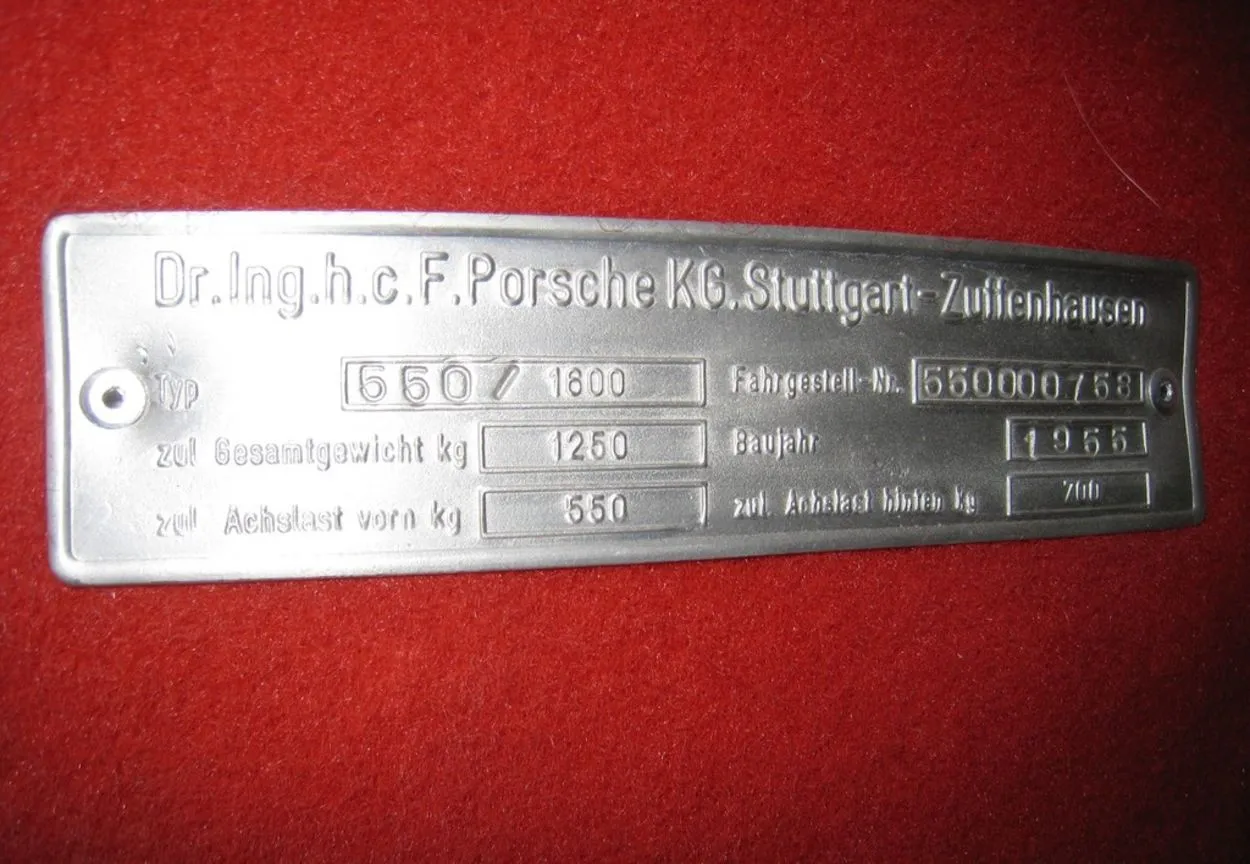 Dr.Ing.h.c.F.Porsche KG.Stuttgart-Zuffenhausen
Typ 550/1600 Fahrgestell-Nr. 550000758
zul Gesamtgewicht kg 1250 Baujahr 1955
zul Achslast vorn kg 550 zul. Achslast hinten kg 700